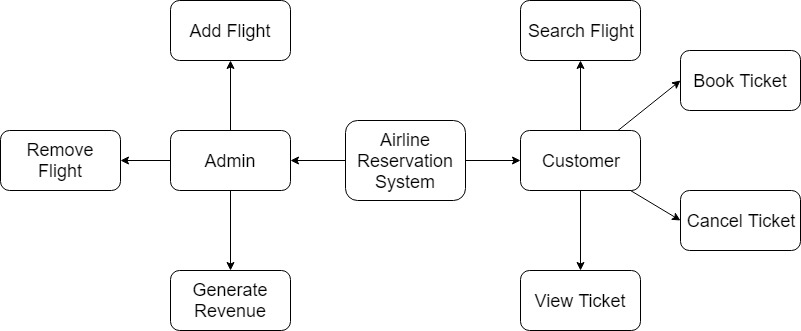 Add Flight
Search Flight
Book Ticket
Remove
Flight
Admin
Airline
Reservation
System
Customer
Cancel Ticket
Generate
Revenue
View Ticket